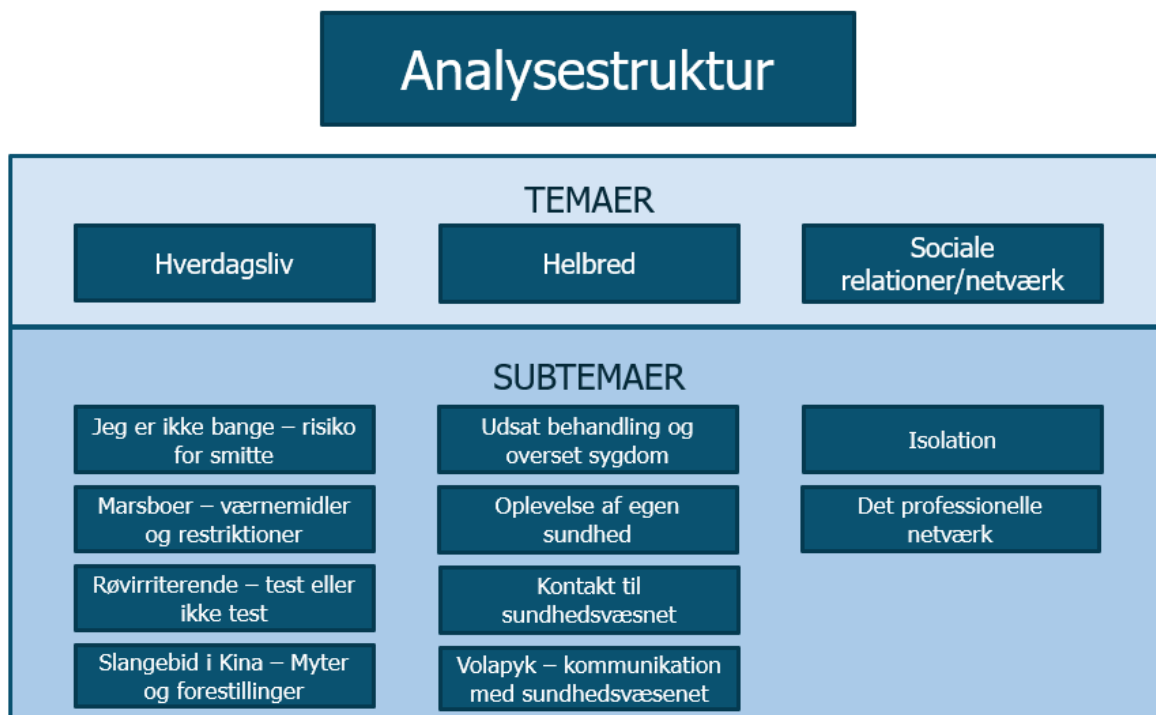 Analysestruktur
TEMAER
Hverdagsliv
Helbred
Sociale
relationer/netværk
SUBTEMAER
Jeg er ikke bange – risiko
for smitte
Marsboer – værnemidler
og restriktioner
Røvirriterende – test eller
ikke test
Slangebid i Kina – Myter
og forestillinger
Udsat behandling og
overset sygdom
Oplevelse af egen
sundhed
Kontakt til
sundhedsvæsnet
Volapyk – kommunikation
med sundhedsvæsenet
Isolation
Det professionelle
netværk